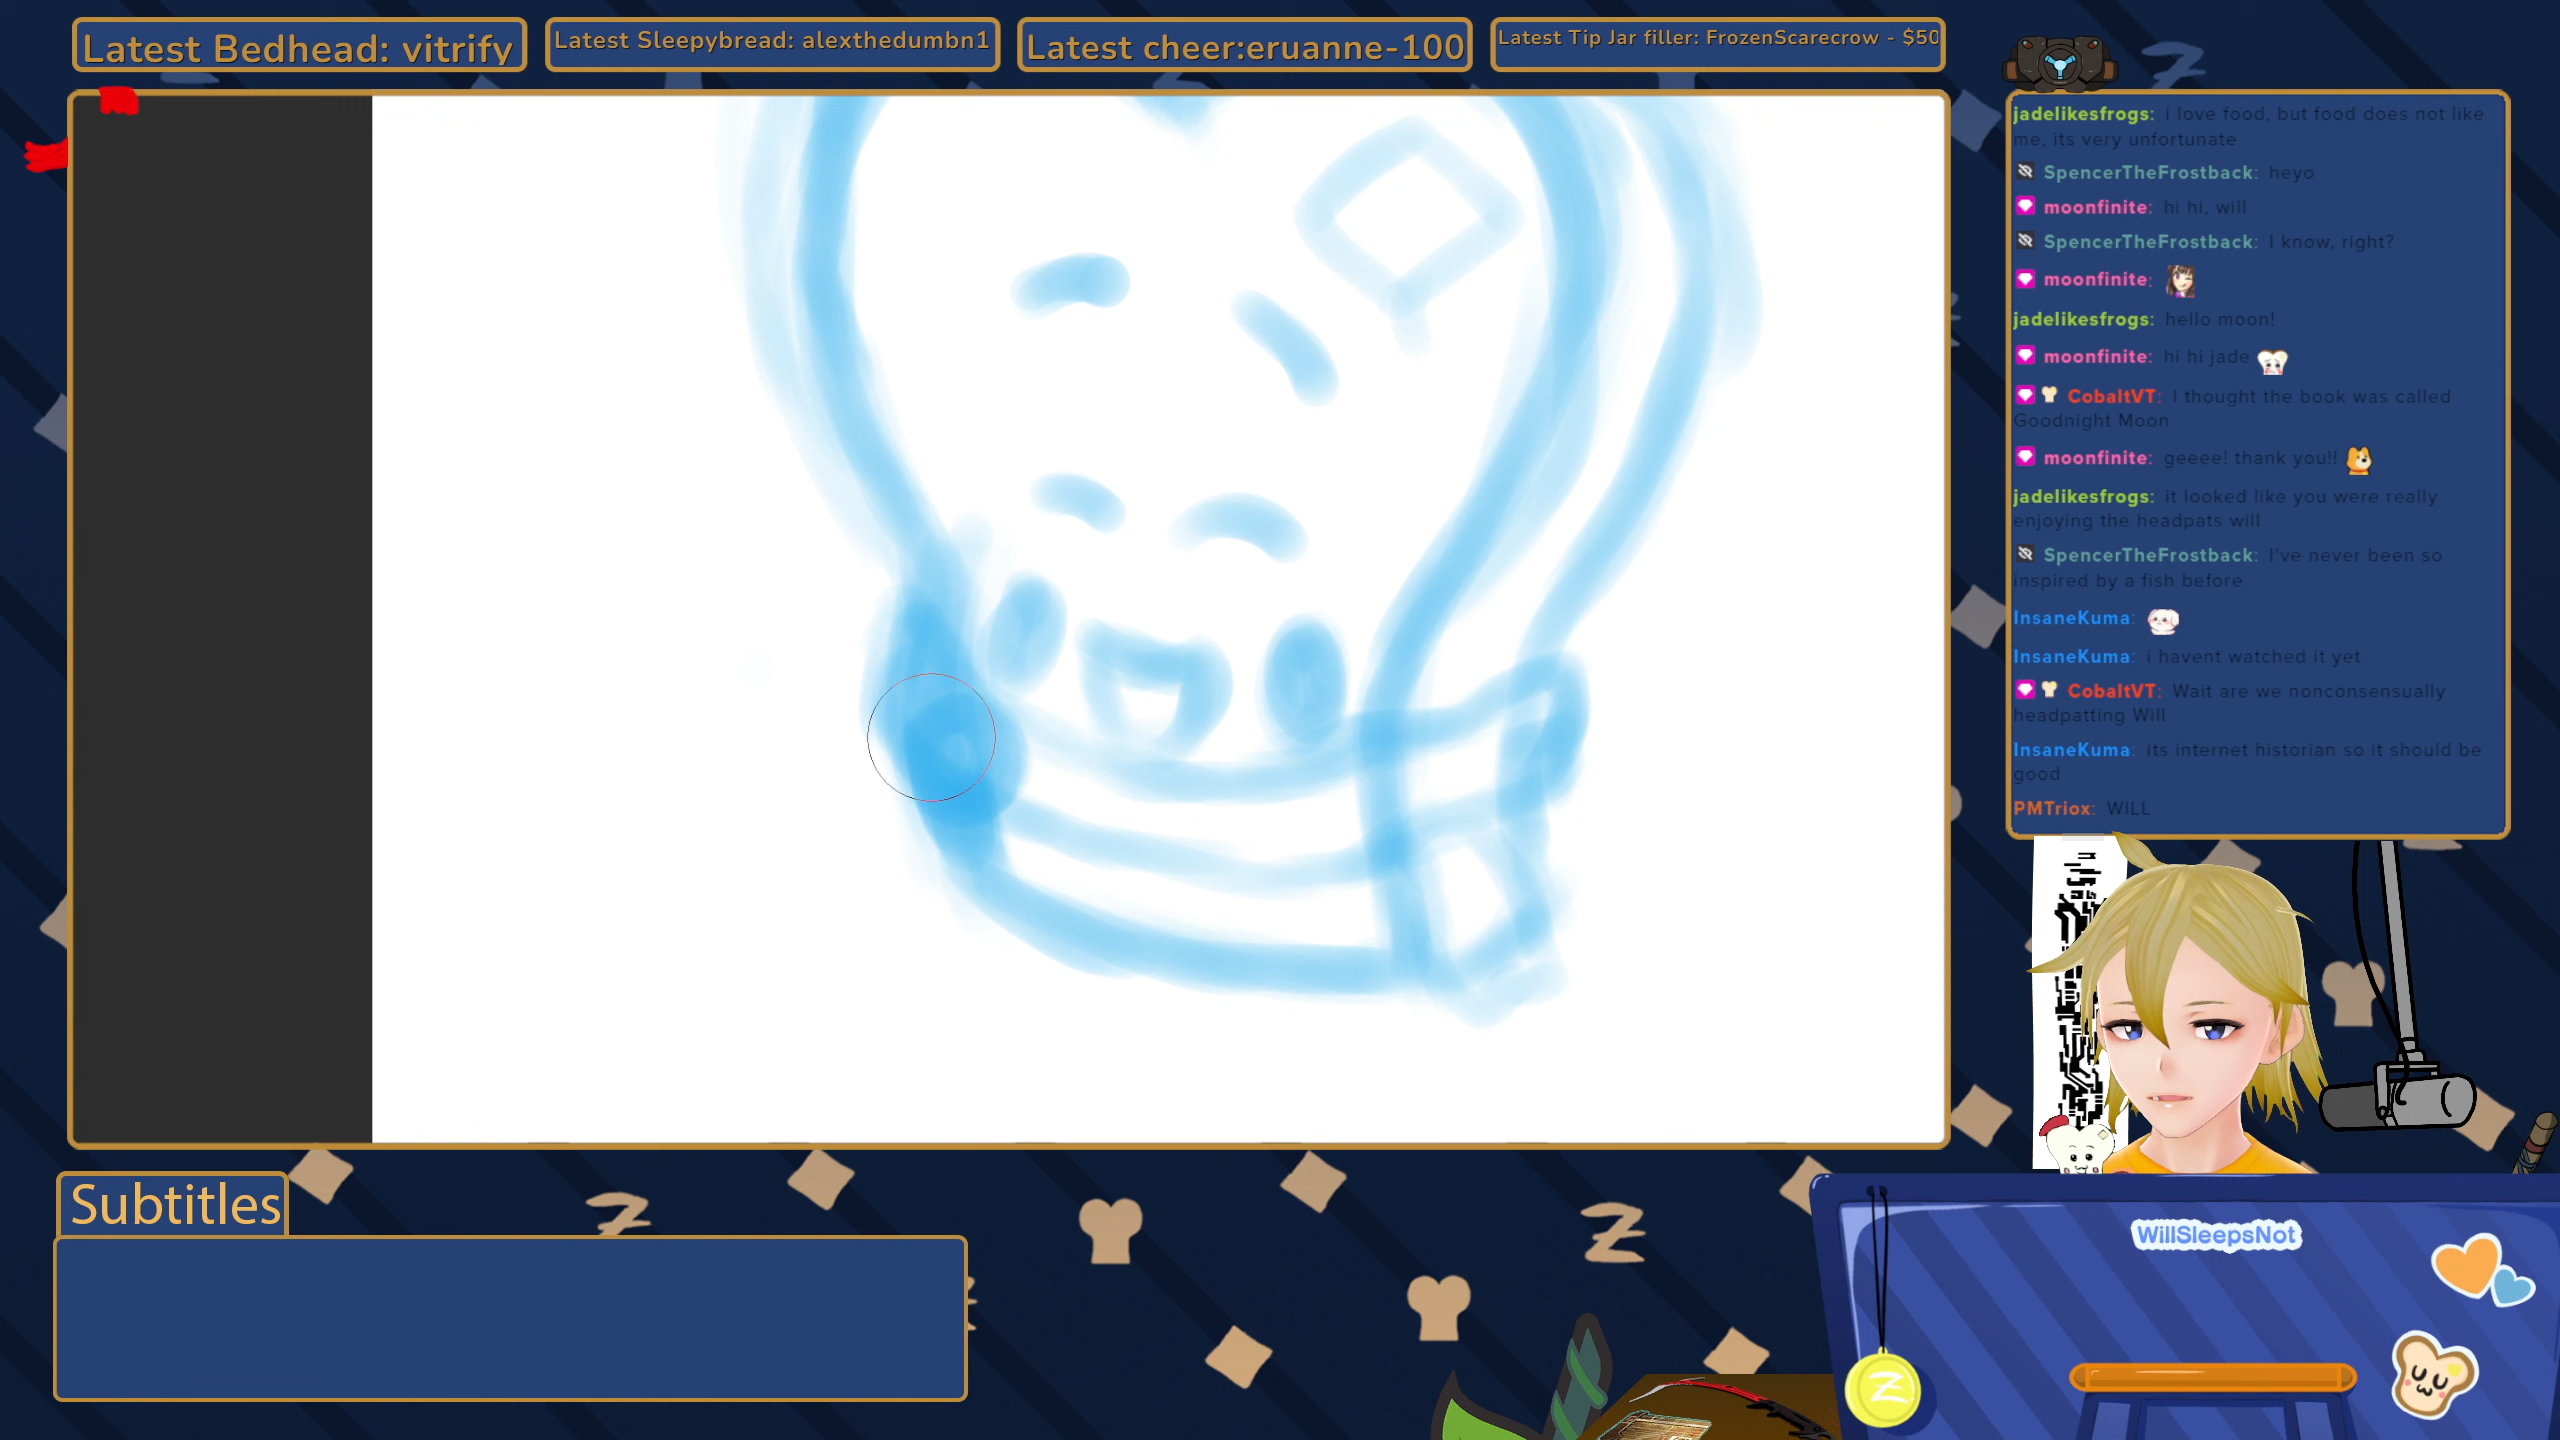 Latest Bedhead: vitrify
Latest Sleepybread: alexthedumbn1
Latest cheer:eruanne-100
Latest Tip Jar filler: FrozenScarecrow - $50
jadelikesfrogs: i love food, but food does not like
me, its very unfortunate
SpencerTheFrostback: heyo
moonfinite: hi hi, will
SpencerTheFrostback: I know, right?
moonfinite:
jadelikesfrogs: hello moon!
moonfinite: hi hi jade
CobaltVT: I thought the book was called
Goodnight Moon
moonfinite: geeee! thank you!!
jadelikesfrogs: it looked like you were really
enjoying the headpats will
SpencerTheFrostback: I've never been so
inspired by a fish before
InsaneKuma:
InsaneKuma: i havent watched it yet
CobaltVT: Wait are we nonconsensually
headpatting Will
InsaneKuma: its internet historian so it should be
good
PMTriox: WILL
Subtitles
WillSleepsNot
Z